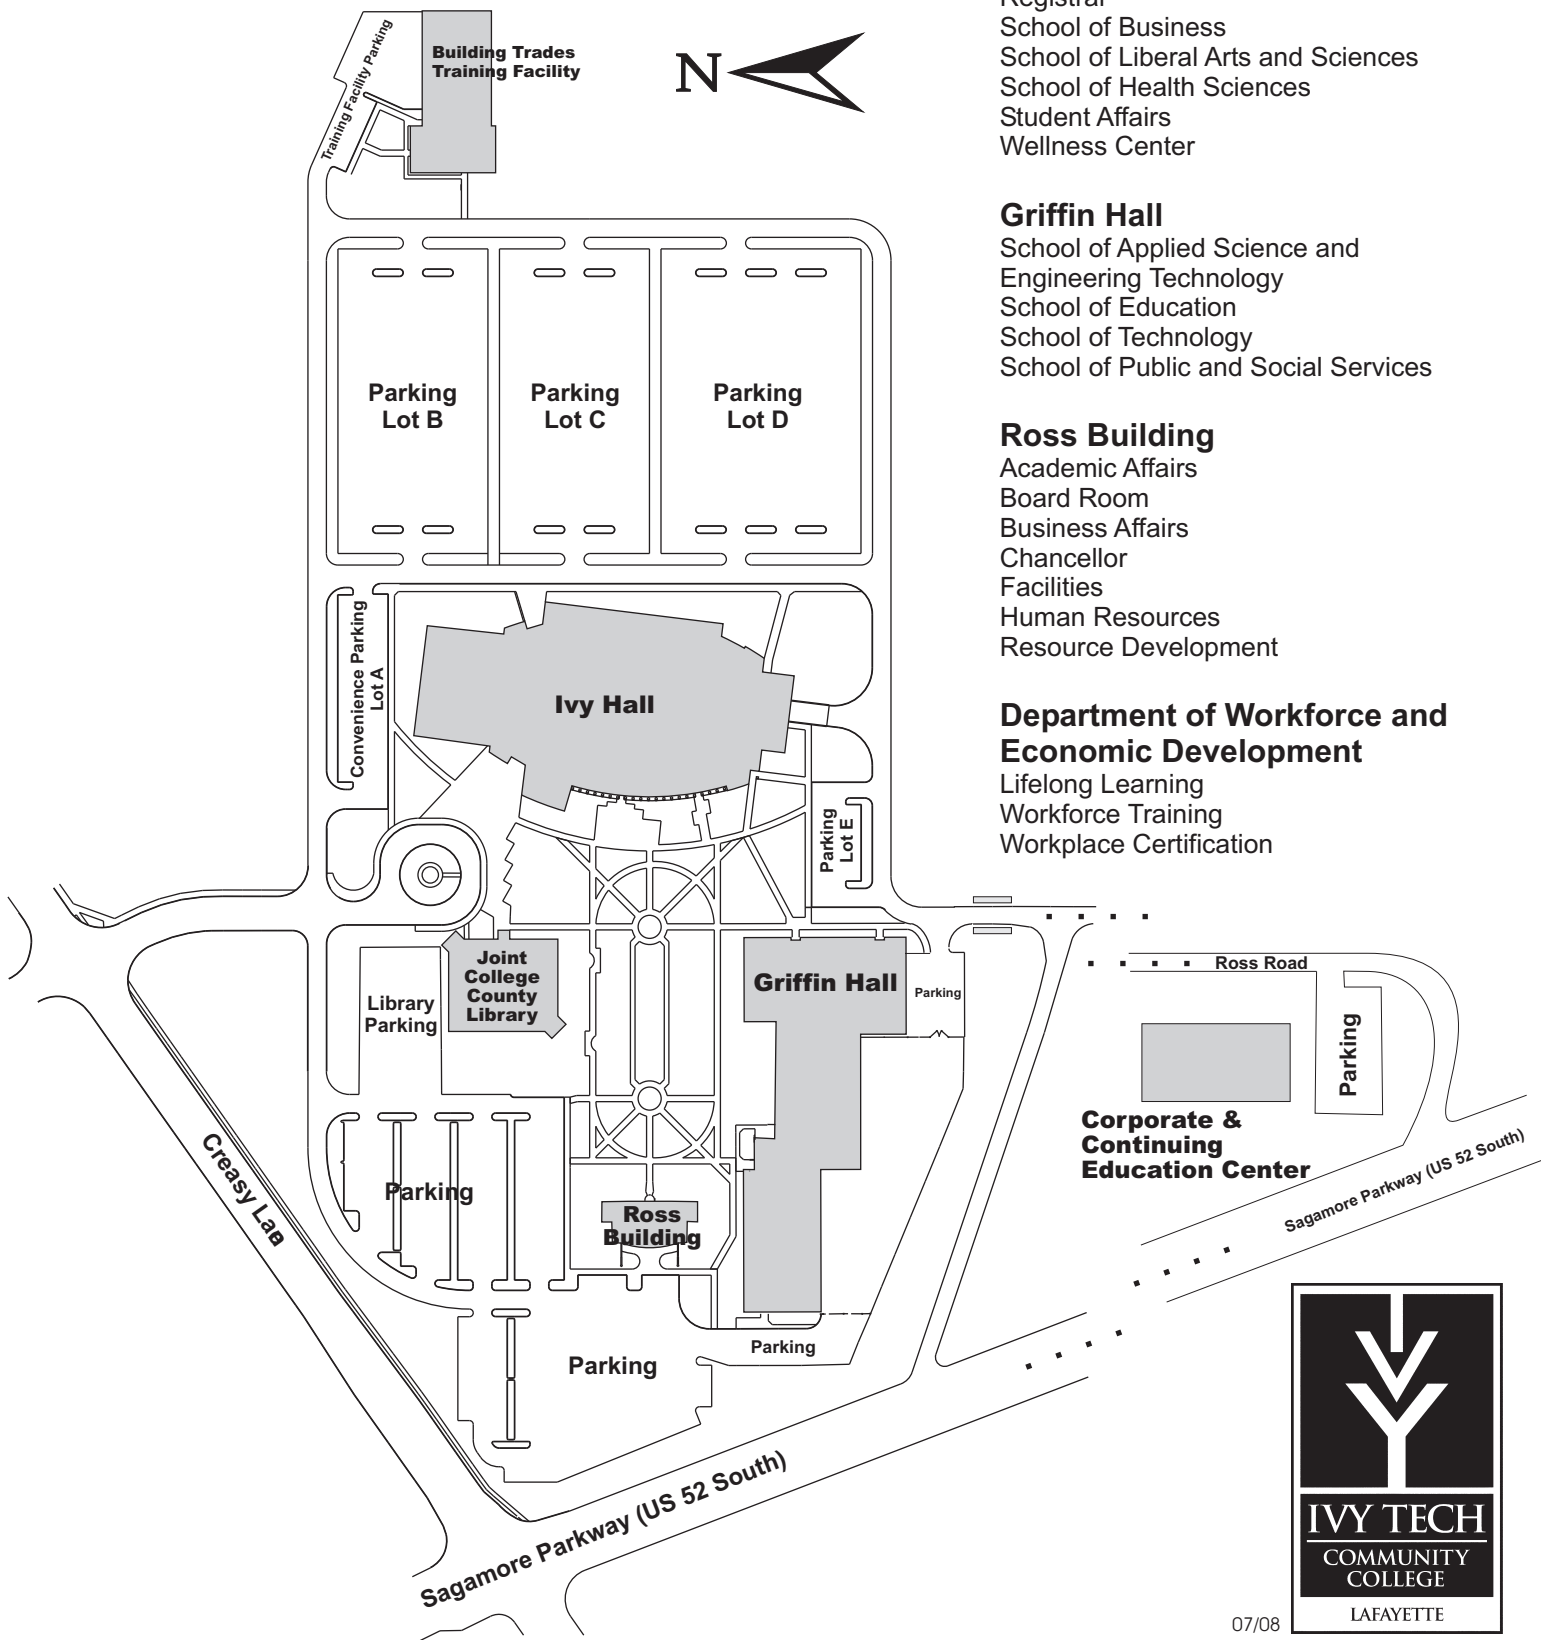 Registrar
School of Business
School of Liberal Arts and Sciences
School of Health Sciences
Student Affairs
Wellness Center
Griffin Hall
School of Applied Science and
Engineering Technology
School of Education
School of Technology
School of Public and Social Services
Ross Building
Academic Affairs
Board Room
Business Affairs
Chancellor
Facilities
Human Resources
Resource Development
Department of Workforce and
Economic Development
Lifelong Learning
Workforce Training
Workplace Certification
N
Building Trades
Training Facility
Training Facility Parking
Parking
Lot B
Parking
Lot C
Parking
Lot D
Convenience Parking
Lot A
Ivy Hall
Parking
Lot E
Joint
College
County
Library
Library
Parking
Griffin Hall
Parking
Ross Road
Parking
Corporate &
Continuing
Education Center
Sagamore Parkway (US 52 South)
Creasy Lane
Parking
Ross
Building
Parking
Parking
Sagamore Parkway (US 52 South)
IVY TECH
COMMUNITY
COLLEGE
LAFAYETTE
07/08